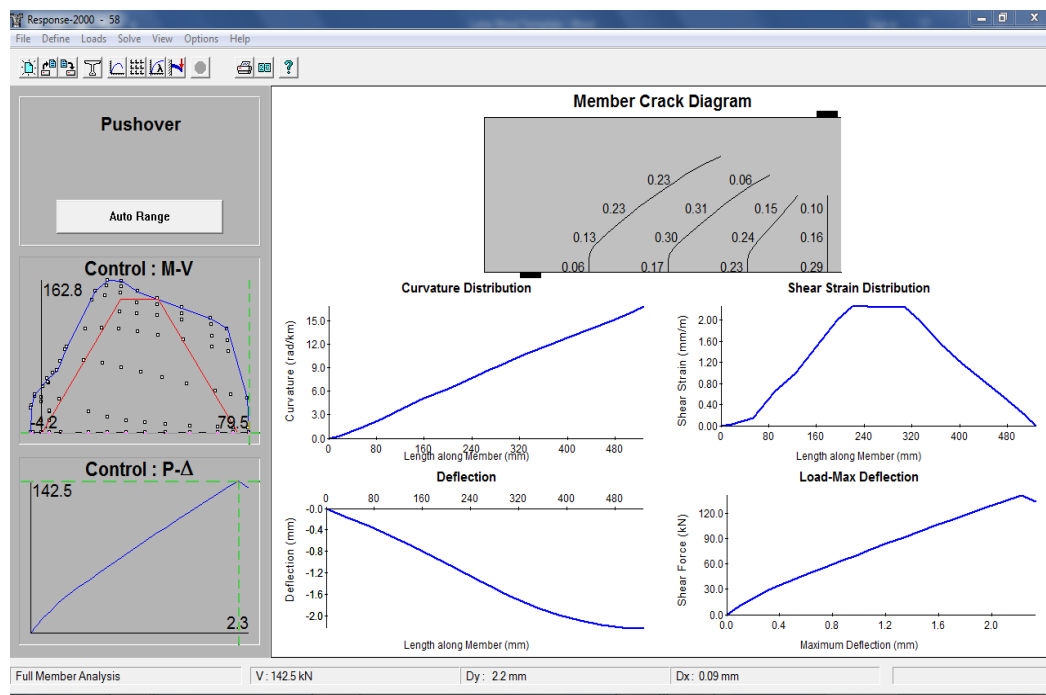 Response-2000 - 58
File Define Loads Solve View Options Help
Pushover
Auto Range
Control : M-V
162.8
-4.2
79.5
Control : P-Δ
142.5
2.3
Member Crack Diagram
0.23 0.06
0.23 0.31 0.15 0.10
0.13 0.30 0.24 0.16
0.06 0.17 0.23 0.29
Curvature Distribution
Curvature (rad/km)
15.0
12.0
9.0
6.0
3.0
0.0
0 80 160 240 320 400 480
Length along Member (mm)
Shear Strain Distribution
Shear Strain (mm/m)
2.00
1.60
1.20
0.80
0.40
0.00
0 80 160 240 320 400 480
Length along Member (mm)
Deflection
0 80 160 240 320 400 480
Deflection (mm)
-0.0
-0.4
-0.8
-1.2
-1.6
-2.0
Length along Member (mm)
Load-Max Deflection
Shear Force (kN)
120.0
90.0
60.0
30.0
0.0
0.0 0.4 0.8 1.2 1.6 2.0
Maximum Deflection (mm)
Full Member Analysis V : 142.5 kN Dy : 2.2 mm Dx : 0.09 mm